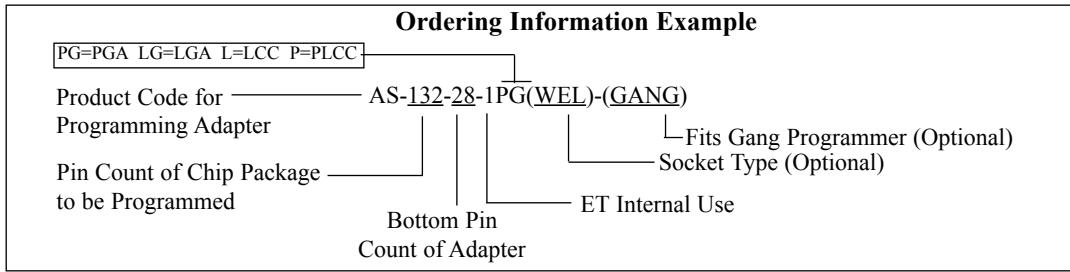 Ordering Information Example
PG=PGA LG=LGA L=LCC P=PLCC
AS-132-28-1PG(WEL)-(GANG)
Product Code for
Programming Adapter
Fits Gang Programmer (Optional)
Socket Type (Optional)
Pin Count of Chip Package
to be Programmed
ET Internal Use
Bottom Pin
Count of Adapter